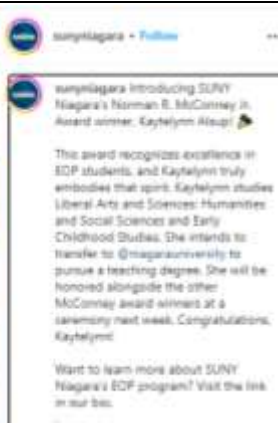 sunyniagara • Follow
sunyniagara Introducing SUNY
Niagara's Norman R. McConney Jr.
Award winner, Kaytelynn Alsup!
This award recognizes excellence in
EOP students, and Kaytelynn truly
embodies that spirit. Kaytelynn studies
Liberal Arts and Sciences: Humanities
and Social Sciences and Early
Childhood Studies. She intends to
transfer to @niagarauniversity to
pursue a teaching degree. She will be
honored alongside the other
McConney award winners at a
ceremony next week. Congratulations,
Kaytelynn!
Want to learn more about SUNY
Niagara's EOP program? Visit the link
in our bio.